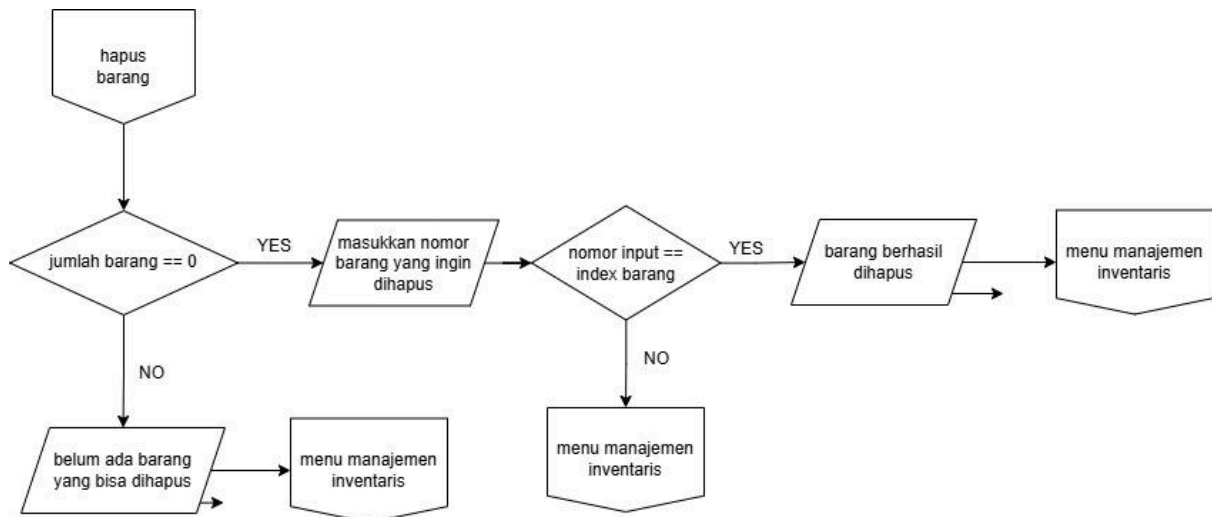 hapus
barang
jumlah barang == 0
YES
masukkan nomor
barang yang ingin
dihapus
nomor input ==
index barang
YES
barang berhasil
dihapus
menu manajemen
inventaris
NO
NO
belum ada barang
yang bisa dihapus
menu manajemen
inventaris
menu manajemen
inventaris